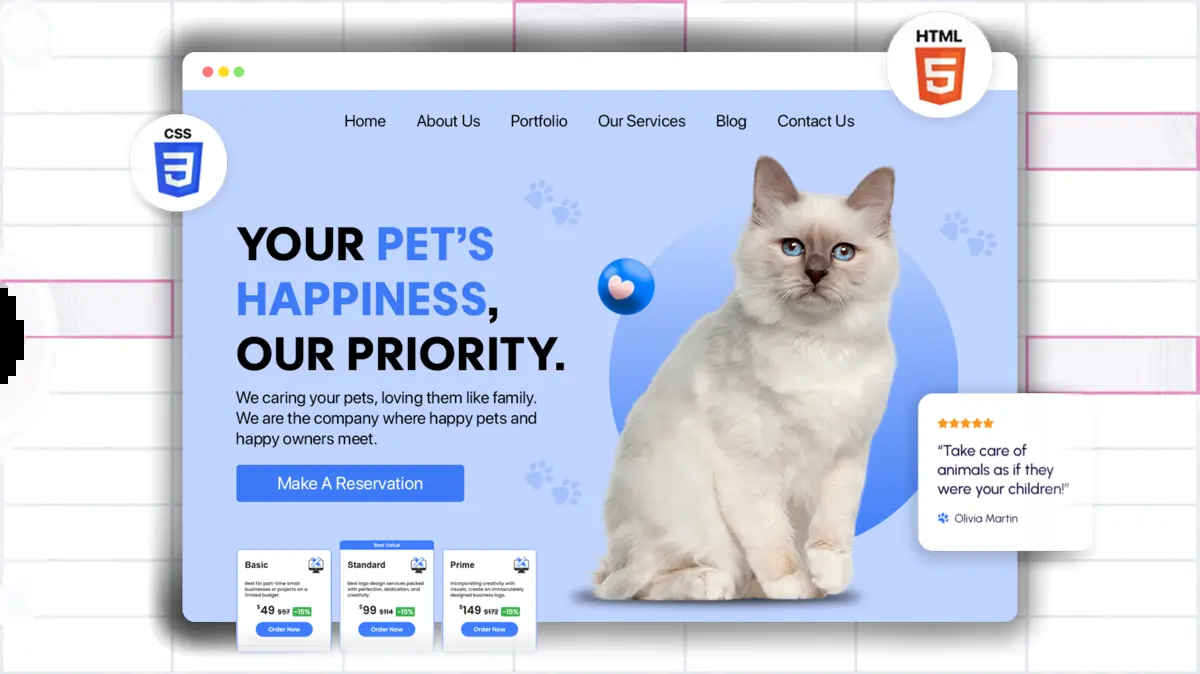 HTML
5
CSS
3
Home About Us Portfolio Our Services Blog Contact Us
YOUR PET’S
HAPPINESS,
OUR PRIORITY.
We caring your pets, loving them like family.
We are the company where happy pets and
happy owners meet.
Make A Reservation
“Take care of
animals as if they
were your children!”
Olivia Martin
Basic
Best for part-time small
businesses or projects on a
limited budget
$49 $57 -15%
Order Now
Best Value
Standard
Best logo design services packed
with perfection, dedication, and
creativity.
$99 $114 -15%
Order Now
Prime
Incorporating creativity with
visuals, create an immaculately
designed business logo.
$149 $172 -15%
Order Now